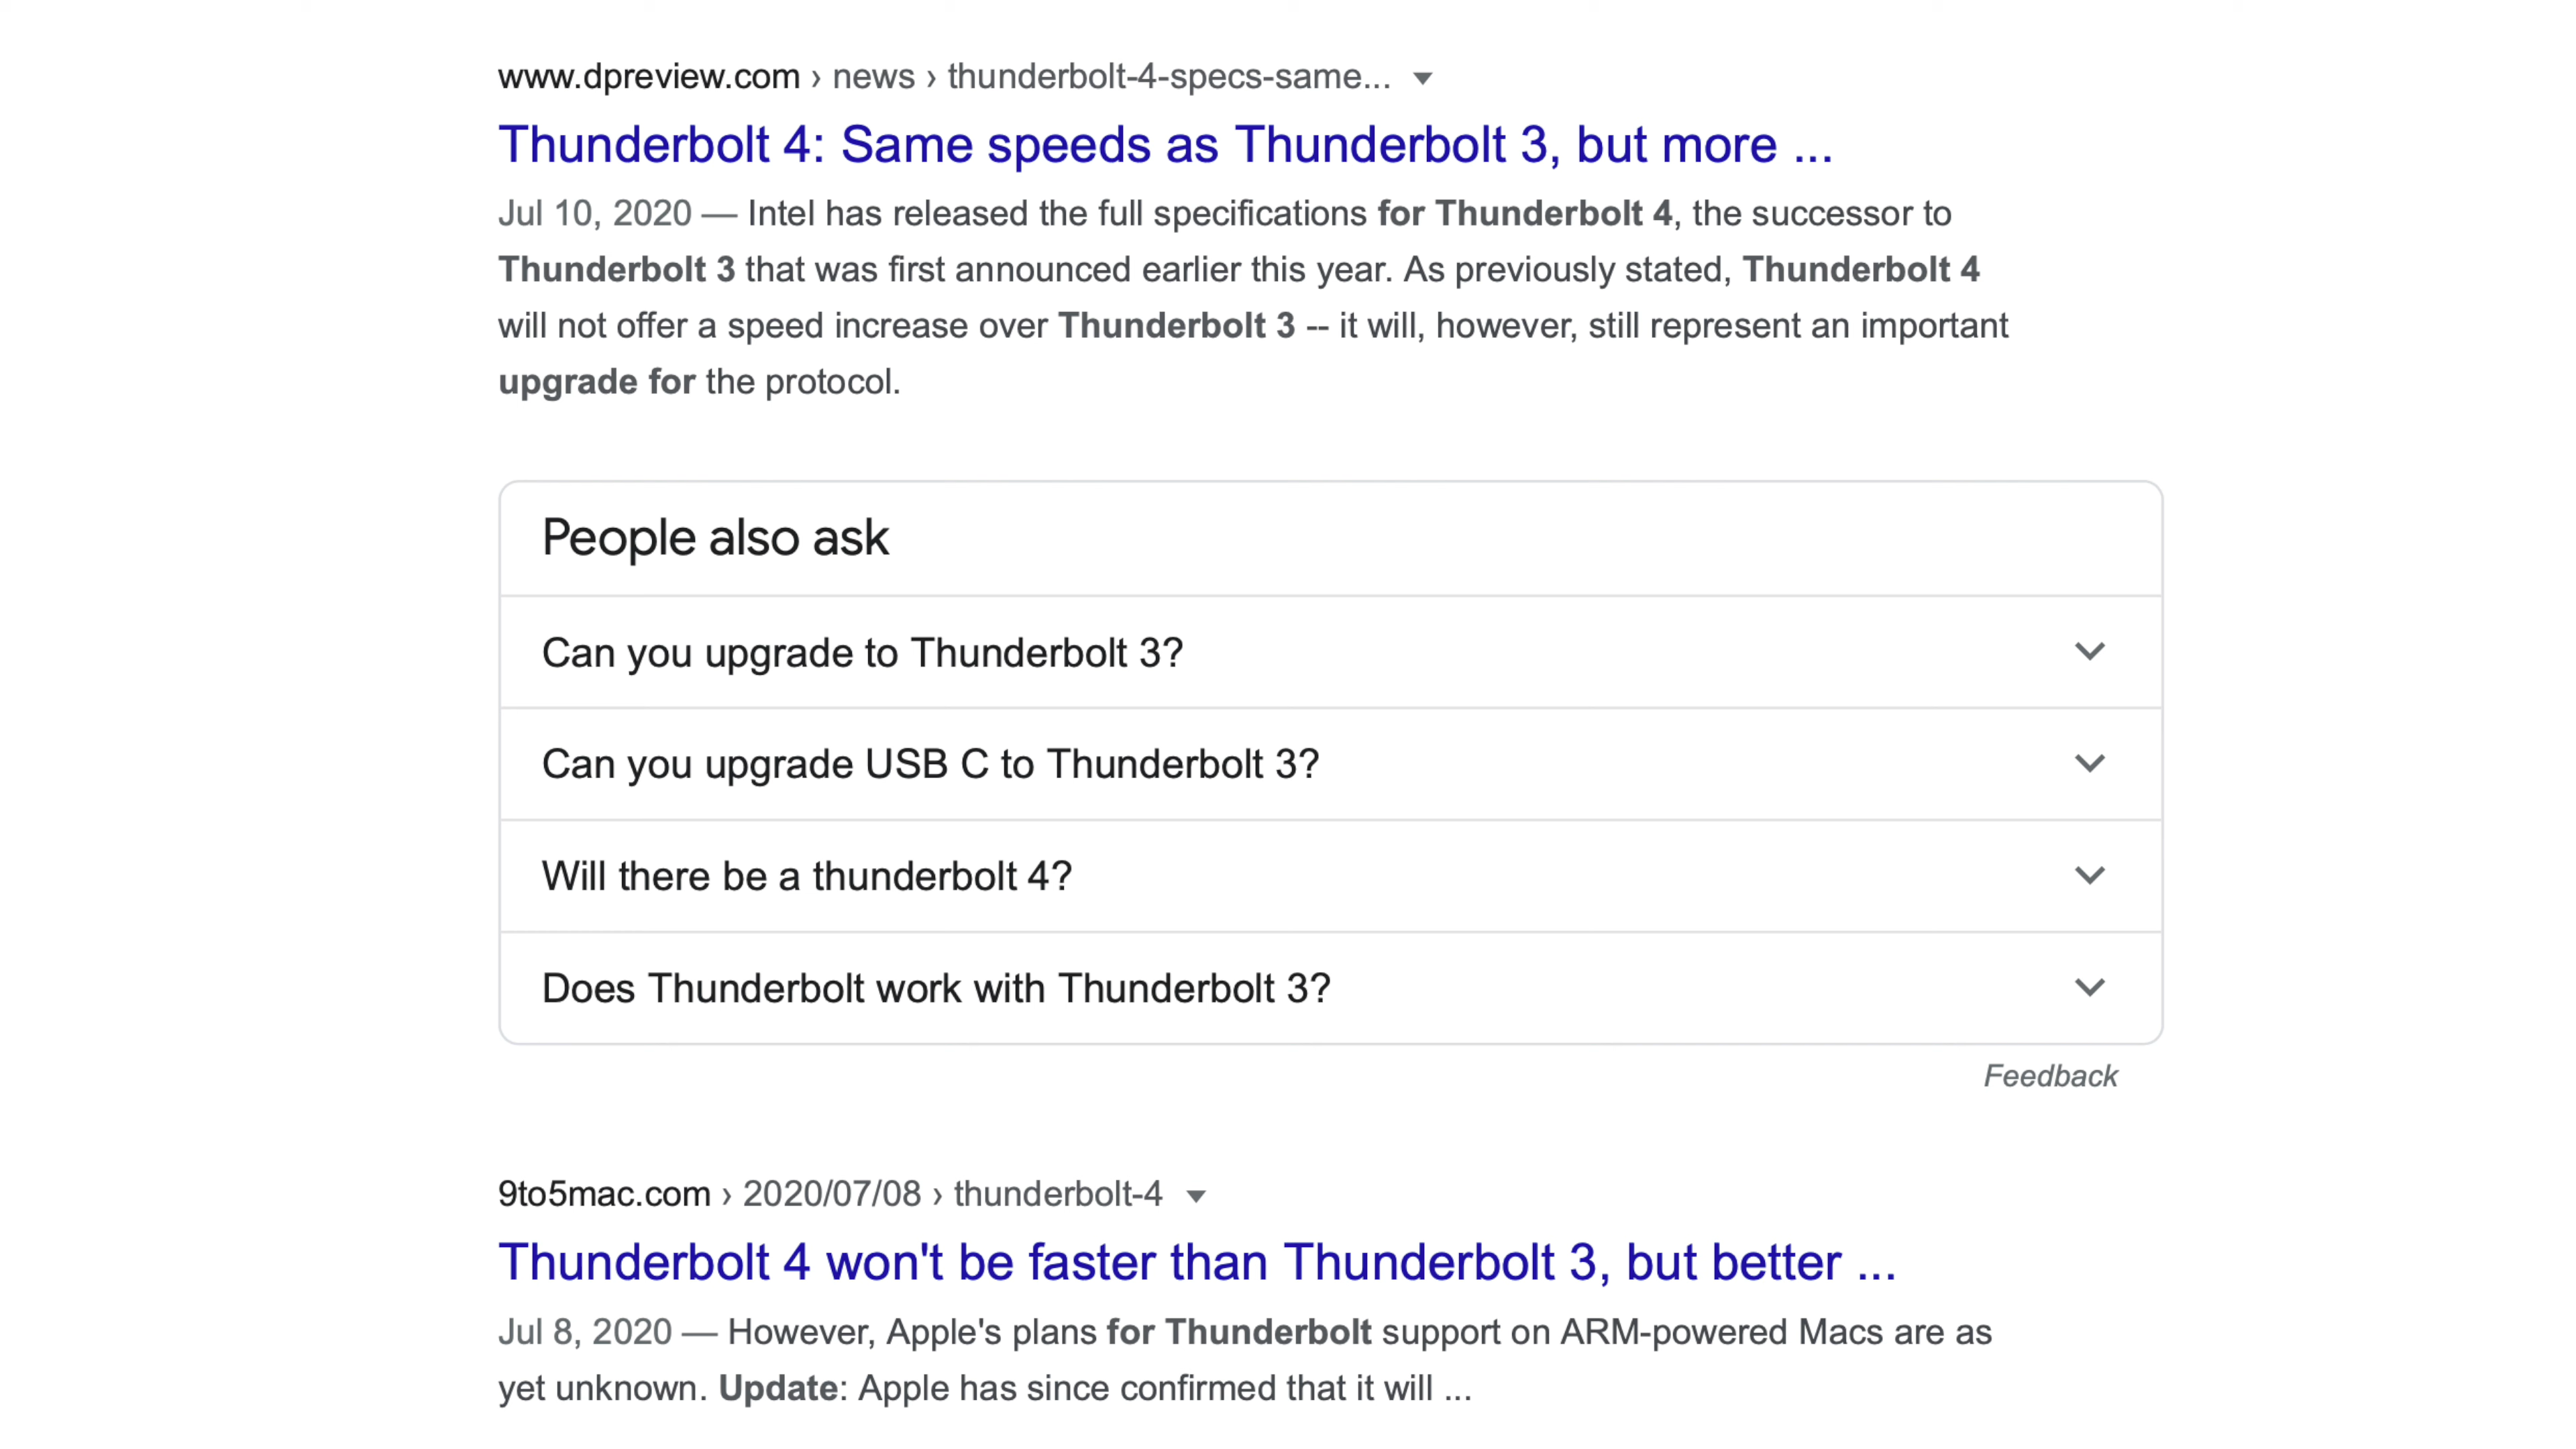 www.dpreview.com › news › thunderbolt-4-specs-same...
Thunderbolt 4: Same speeds as Thunderbolt 3, but more ...
Jul 10, 2020 — Intel has released the full specifications for Thunderbolt 4, the successor to
Thunderbolt 3 that was first announced earlier this year. As previously stated, Thunderbolt 4
will not offer a speed increase over Thunderbolt 3 -- it will, however, still represent an important
upgrade for the protocol.
People also ask
Can you upgrade to Thunderbolt 3?
Can you upgrade USB C to Thunderbolt 3?
Will there be a thunderbolt 4?
Does Thunderbolt work with Thunderbolt 3?
Feedback
9to5mac.com › 2020/07/08 › thunderbolt-4
Thunderbolt 4 won't be faster than Thunderbolt 3, but better ...
Jul 8, 2020 — However, Apple's plans for Thunderbolt support on ARM-powered Macs are as
yet unknown. Update: Apple has since confirmed that it will ...